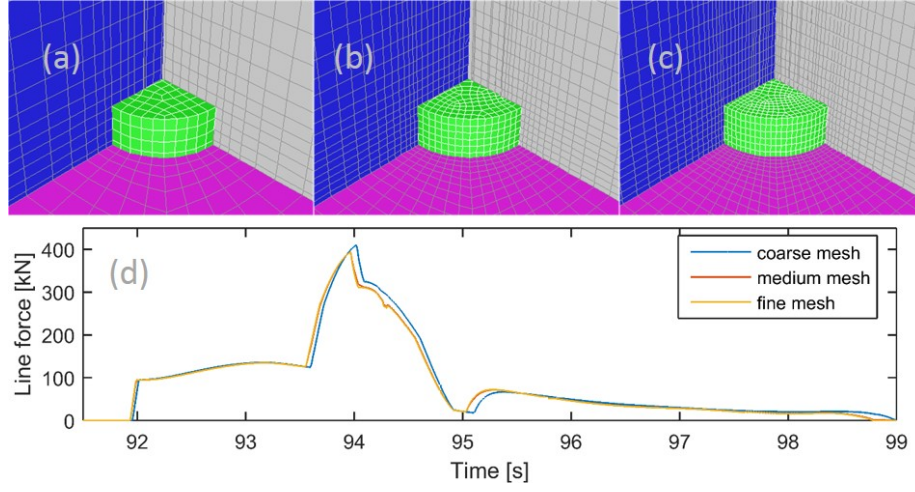 (a) (b) (c)
(d)
400
300
200
100
0
Line force [kN]
coarse mesh
medium mesh
fine mesh
92 93 94 95 96 97 98 99
Time [s]